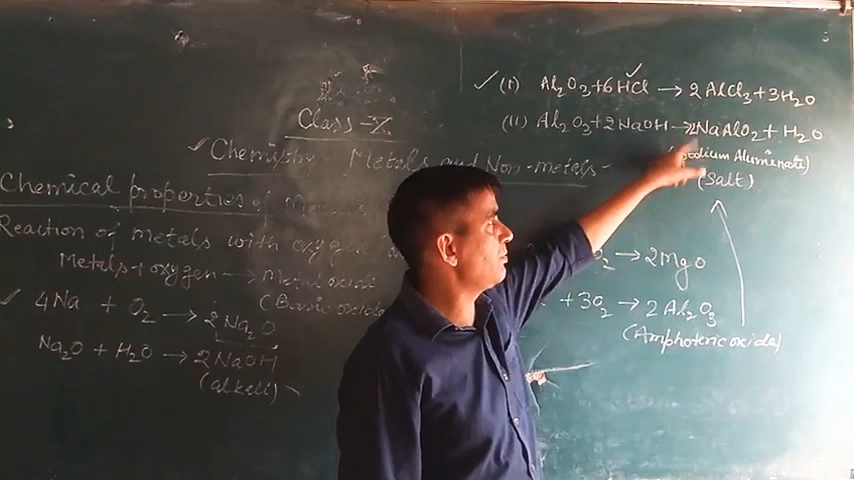 Class-X
Chemistry - Metals and Non-metals -
Chemical properties of
Reaction of metals with oxygen
Metals + oxygen → Metal oxide
(Basic oxide
4Na + O₂ → 2Na₂O
Na₂O + H₂O → 2NaOH
(alkali)
(i) Al₂O₃+6HCl → 2AlCl₃+3H₂O
(ii) Al₂O₃+2NaOH→2NaAlO₂+H₂O
(Sodium Aluminate)
(Salt)
O₂ → 2MgO
+ 3O₂ → 2Al₂O₃
(Amphoteric oxide)